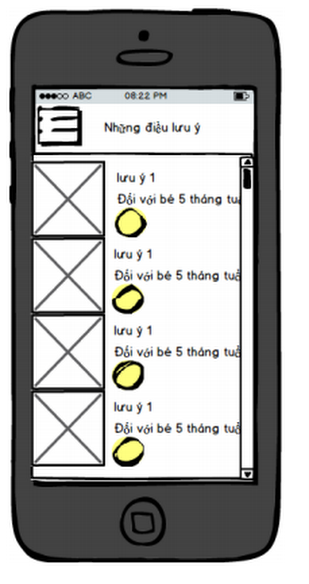 ABC 08:22 PM
Những điều lưu ý
lưu ý 1
Đối với bé 5 tháng tuổ
lưu ý 1
Đối với bé 5 tháng tuổ
lưu ý 1
Đối với bé 5 tháng tuổ
lưu ý 1
Đối với bé 5 tháng tuổ